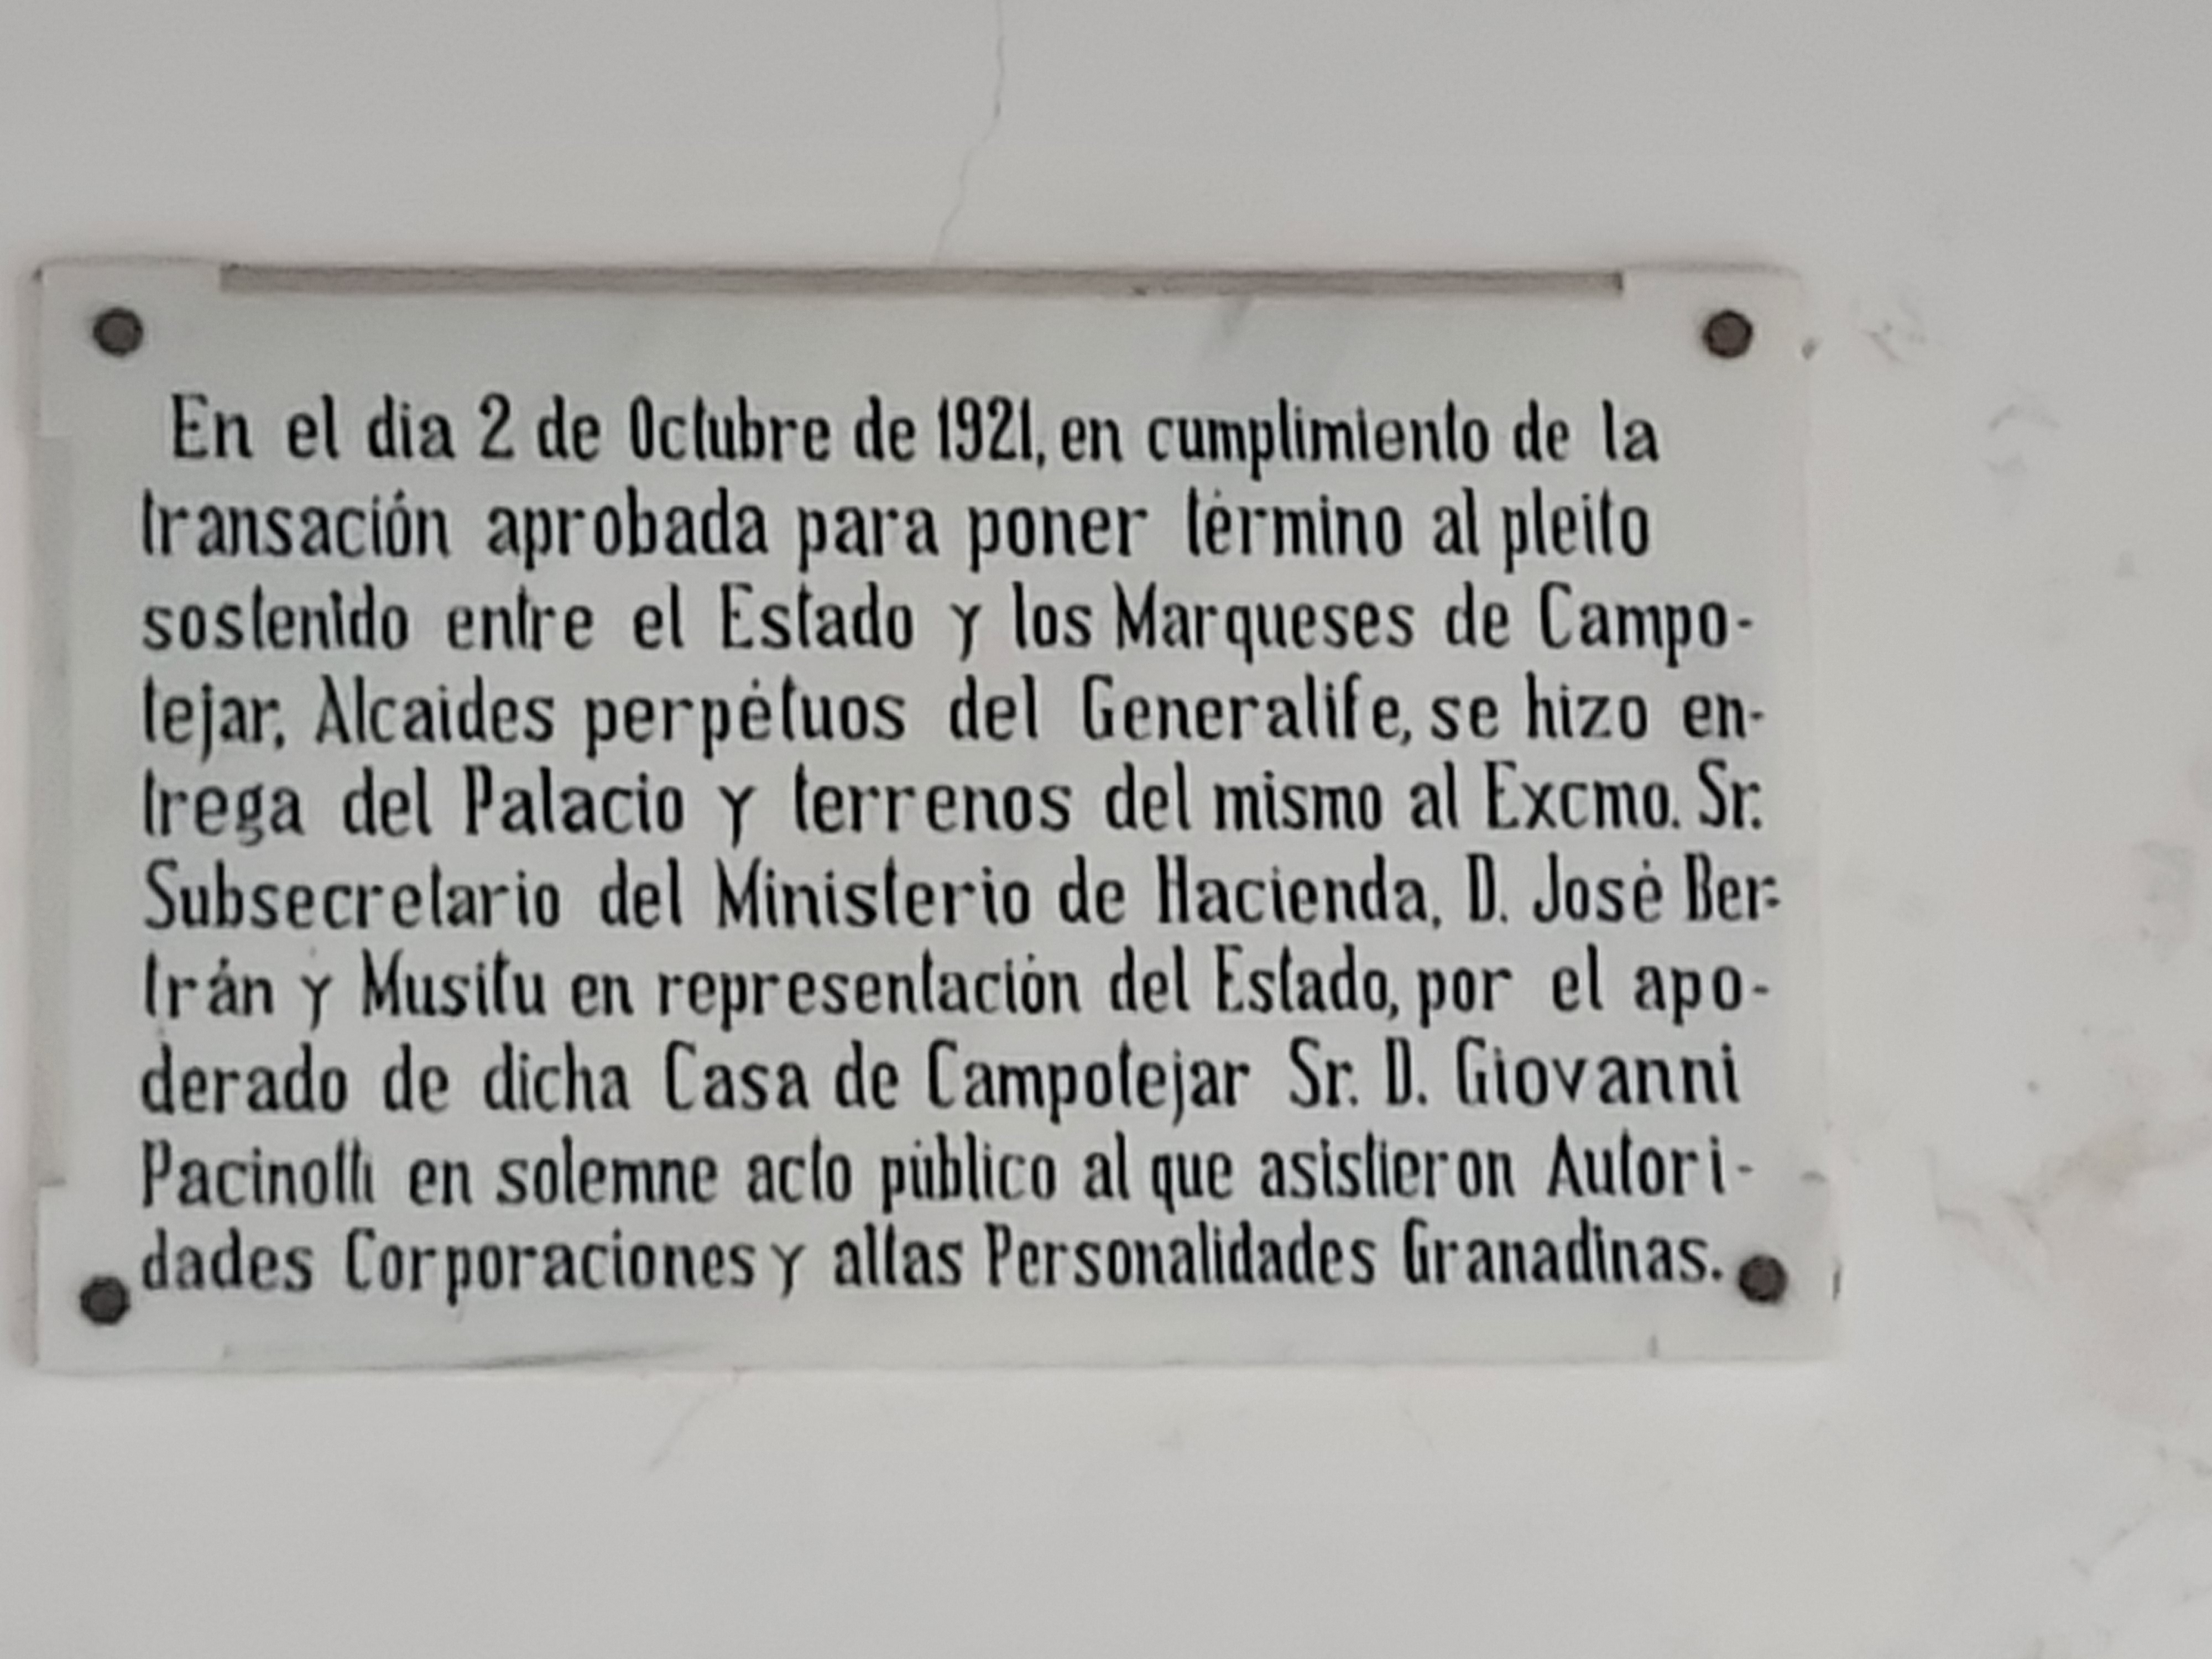 En el dia 2 de Octubre de 1921, en cumplimiento de la
transación aprobada para poner término al pleito
sostenido entre el Estado y los Marqueses de Campo-
tejar, Alcaides perpétuos del Generalife, se hizo en-
trega del Palacio y terrenos del mismo al Excmo. Sr.
Subsecretario del Ministerio de Hacienda, D. José Ber-
trán y Musitu en representación del Estado, por el apo-
derado de dicha Casa de Campotejar Sr. D. Giovanni
Pacinotti en solemne acto público al que asistieron Autori-
dades Corporaciones y altas Personalidades Granadinas.